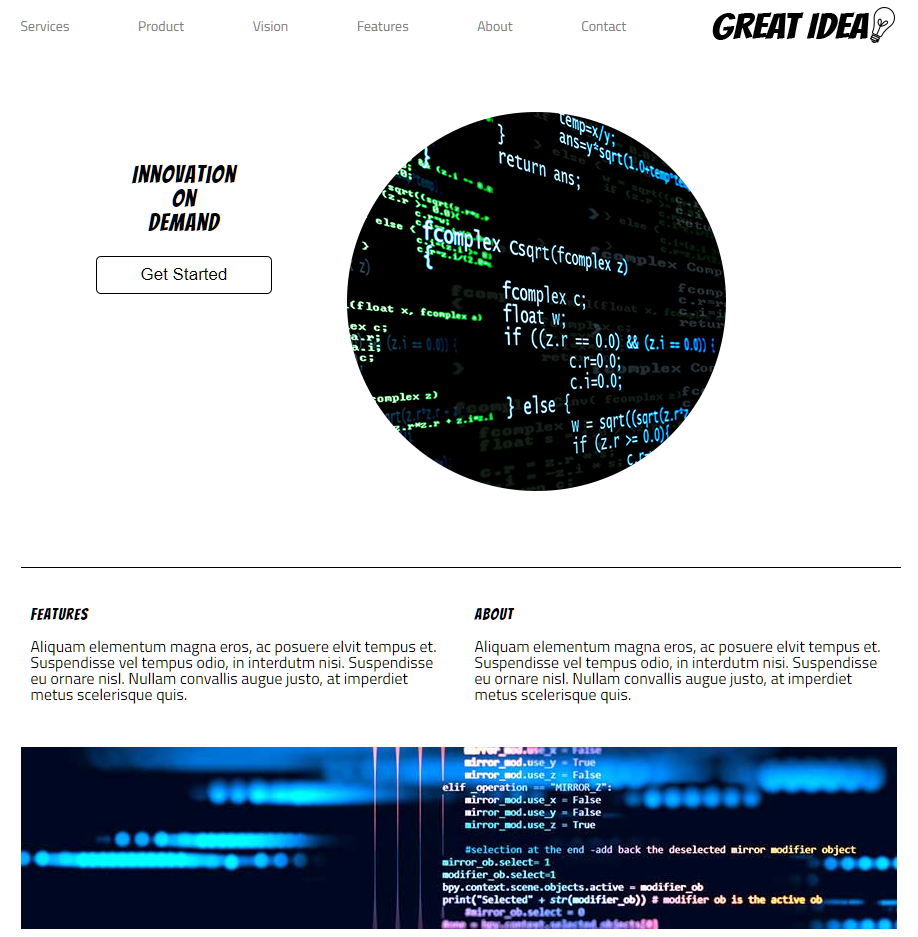 Services
Product
Vision
Features
About
Contact
GREAT IDEA
INNOVATION
ON
DEMAND
Get Started
temp=x/y;
ans=y*sqrt(1.0+temp*te
}
return ans;
fcomplex Csqrt(fcomplex z)
{
fcomplex c;
float w;
if ((z.r == 0.0) && (z.i == 0.0)) {
c.r=0.0;
c.i=0.0;
} else {
w = sqrt((sqrt(z.r*z
if (z.r >= 0.0){
(float x, fcomplex a)
complex z)
FEATURES
Aliquam elementum magna eros, ac posuere elvit tempus et.
Suspendisse vel tempus odio, in interdutm nisi. Suspendisse
eu ornare nisl. Nullam convallis augue justo, at imperdiet
metus scelerisque quis.
ABOUT
Aliquam elementum magna eros, ac posuere elvit tempus et.
Suspendisse vel tempus odio, in interdutm nisi. Suspendisse
eu ornare nisl. Nullam convallis augue justo, at imperdiet
metus scelerisque quis.
mirror_mod.use_x = False
mirror_mod.use_y = True
mirror_mod.use_z = False
elif _operation == "MIRROR_Z":
mirror_mod.use_x = False
mirror_mod.use_y = False
mirror_mod.use_z = True
#selection at the end -add back the deselected mirror modifier object
mirror_ob.select= 1
modifier_ob.select=1
bpy.context.scene.objects.active = modifier_ob
print("Selected" + str(modifier_ob)) # modifier ob is the active ob
#mirror_ob.select = 0